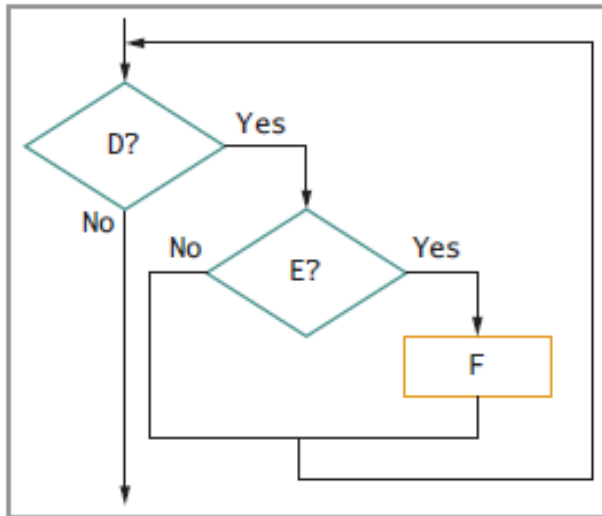 D?
Yes
No
No
E?
Yes
F